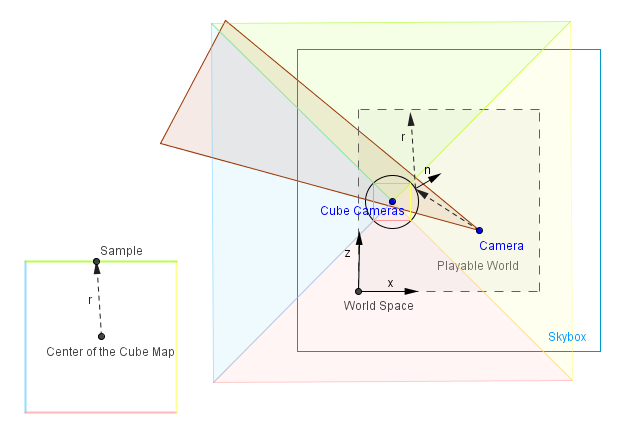 r
n
Cube Cameras
Camera
z
Playable World
Sample
x
r
World Space
Center of the Cube Map
Skybox